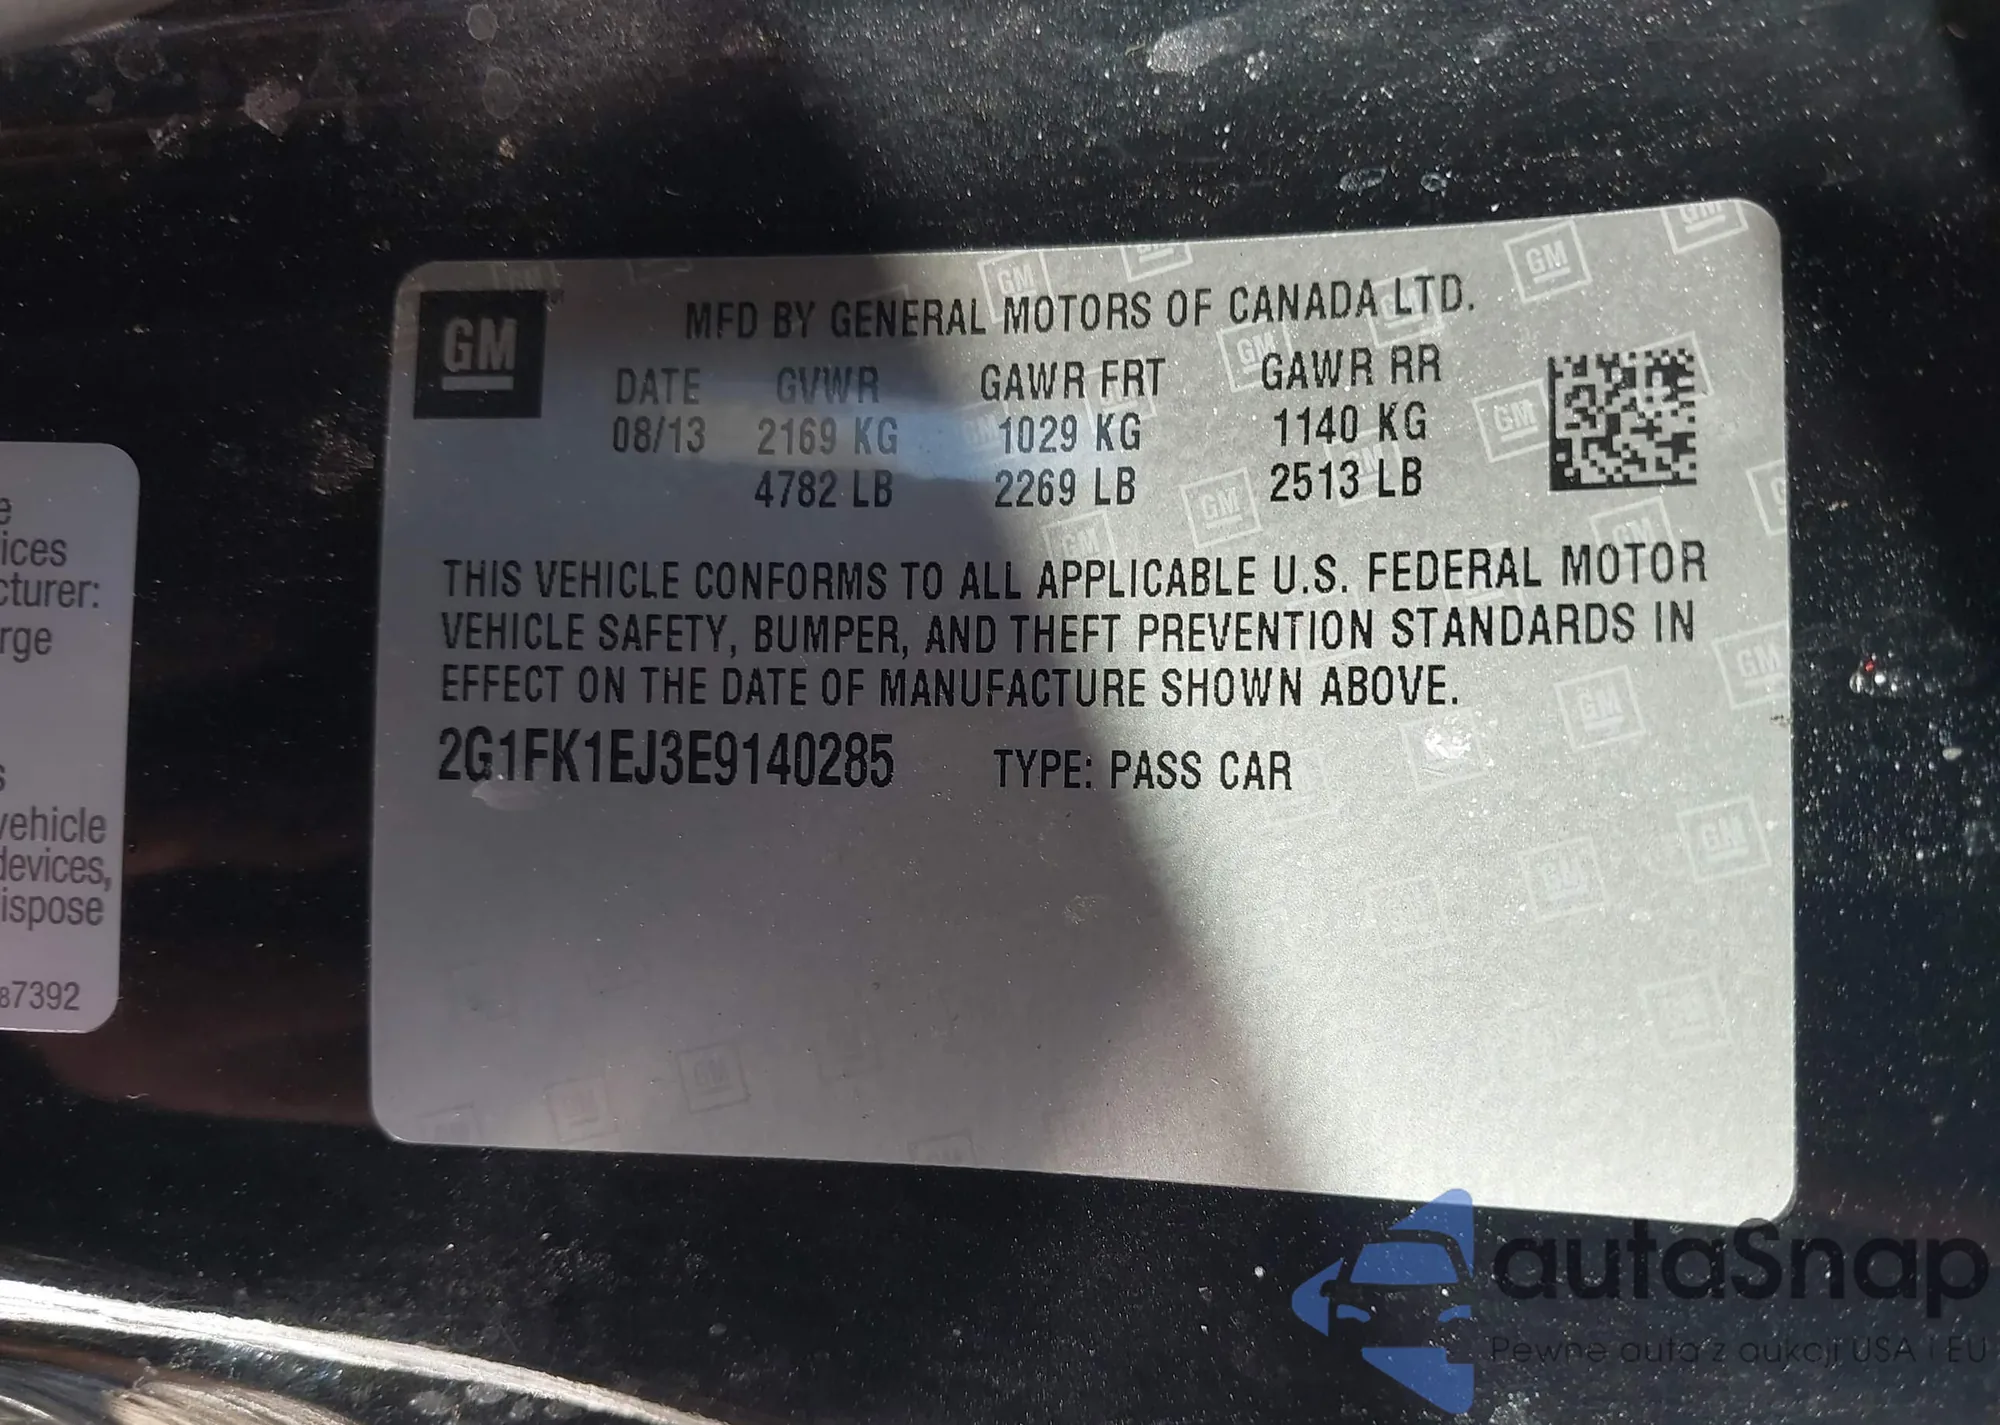 GM
MFD BY GENERAL MOTORS OF CANADA LTD.
DATE GVWR GAWR FRT GAWR RR
08/13 2169 KG 1029 KG 1140 KG
4782 LB 2269 LB 2513 LB
THIS VEHICLE CONFORMS TO ALL APPLICABLE U.S. FEDERAL MOTOR
VEHICLE SAFETY, BUMPER, AND THEFT PREVENTION STANDARDS IN
EFFECT ON THE DATE OF MANUFACTURE SHOWN ABOVE.
2G1FK1EJ3E9140285 TYPE: PASS CAR
e
ices
cturer:
rge
s
vehicle
devices,
ispose
87392
autaSnap
Pewne auta z aukcji USA i EU